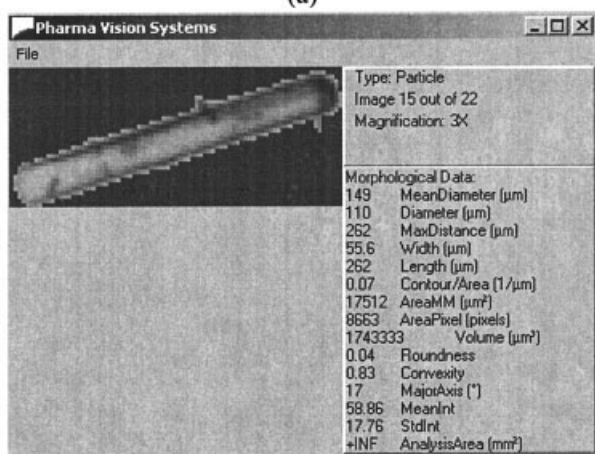 (a)
Pharma Vision Systems
File
Type: Particle
Image 15 out of 22
Magnification: 3X
Morphological Data:
149 MeanDiameter (µm)
110 Diameter (µm)
262 MaxDistance (µm)
55.6 Width (µm)
262 Length (µm)
0.07 Contour/Area (1/µm)
17512 AreaMM (µm²)
8663 AreaPixel (pixels)
1743333 Volume (µm³)
0.04 Roundness
0.83 Convexity
17 MajorAxis (°)
58.86 MeanInt
17.76 StdInt
+INF AnalysisArea (mm²)